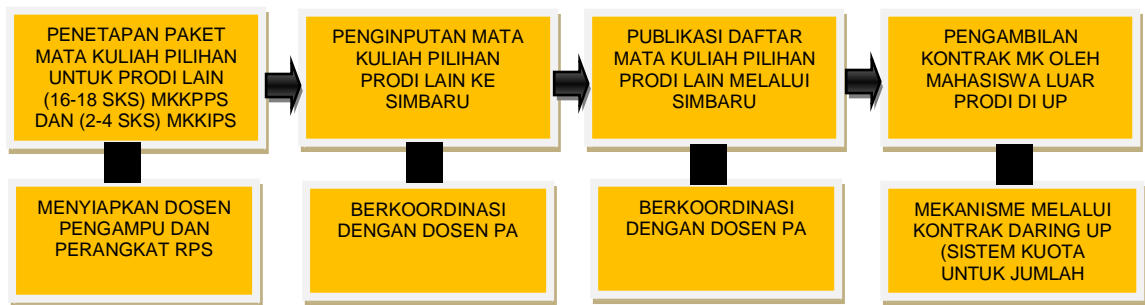 PENETAPAN PAKET
MATA KULIAH PILIHAN
UNTUK PRODI LAIN
(16-18 SKS) MKKPPS
DAN (2-4 SKS) MKKIPS
PENGINPUTAN MATA
KULIAH PILIHAN
PRODI LAIN KE
SIMBARU
PUBLIKASI DAFTAR
MATA KULIAH PILIHAN
PRODI LAIN MELALUI
SIMBARU
PENGAMBILAN
KONTRAK MK OLEH
MAHASISWA LUAR
PRODI DI UP
MENYIAPKAN DOSEN
PENGAMPU DAN
PERANGKAT RPS
BERKOORDINASI
DENGAN DOSEN PA
BERKOORDINASI
DENGAN DOSEN PA
MEKANISME MELALUI
KONTRAK DARING UP
(SISTEM KUOTA
UNTUK JUMLAH